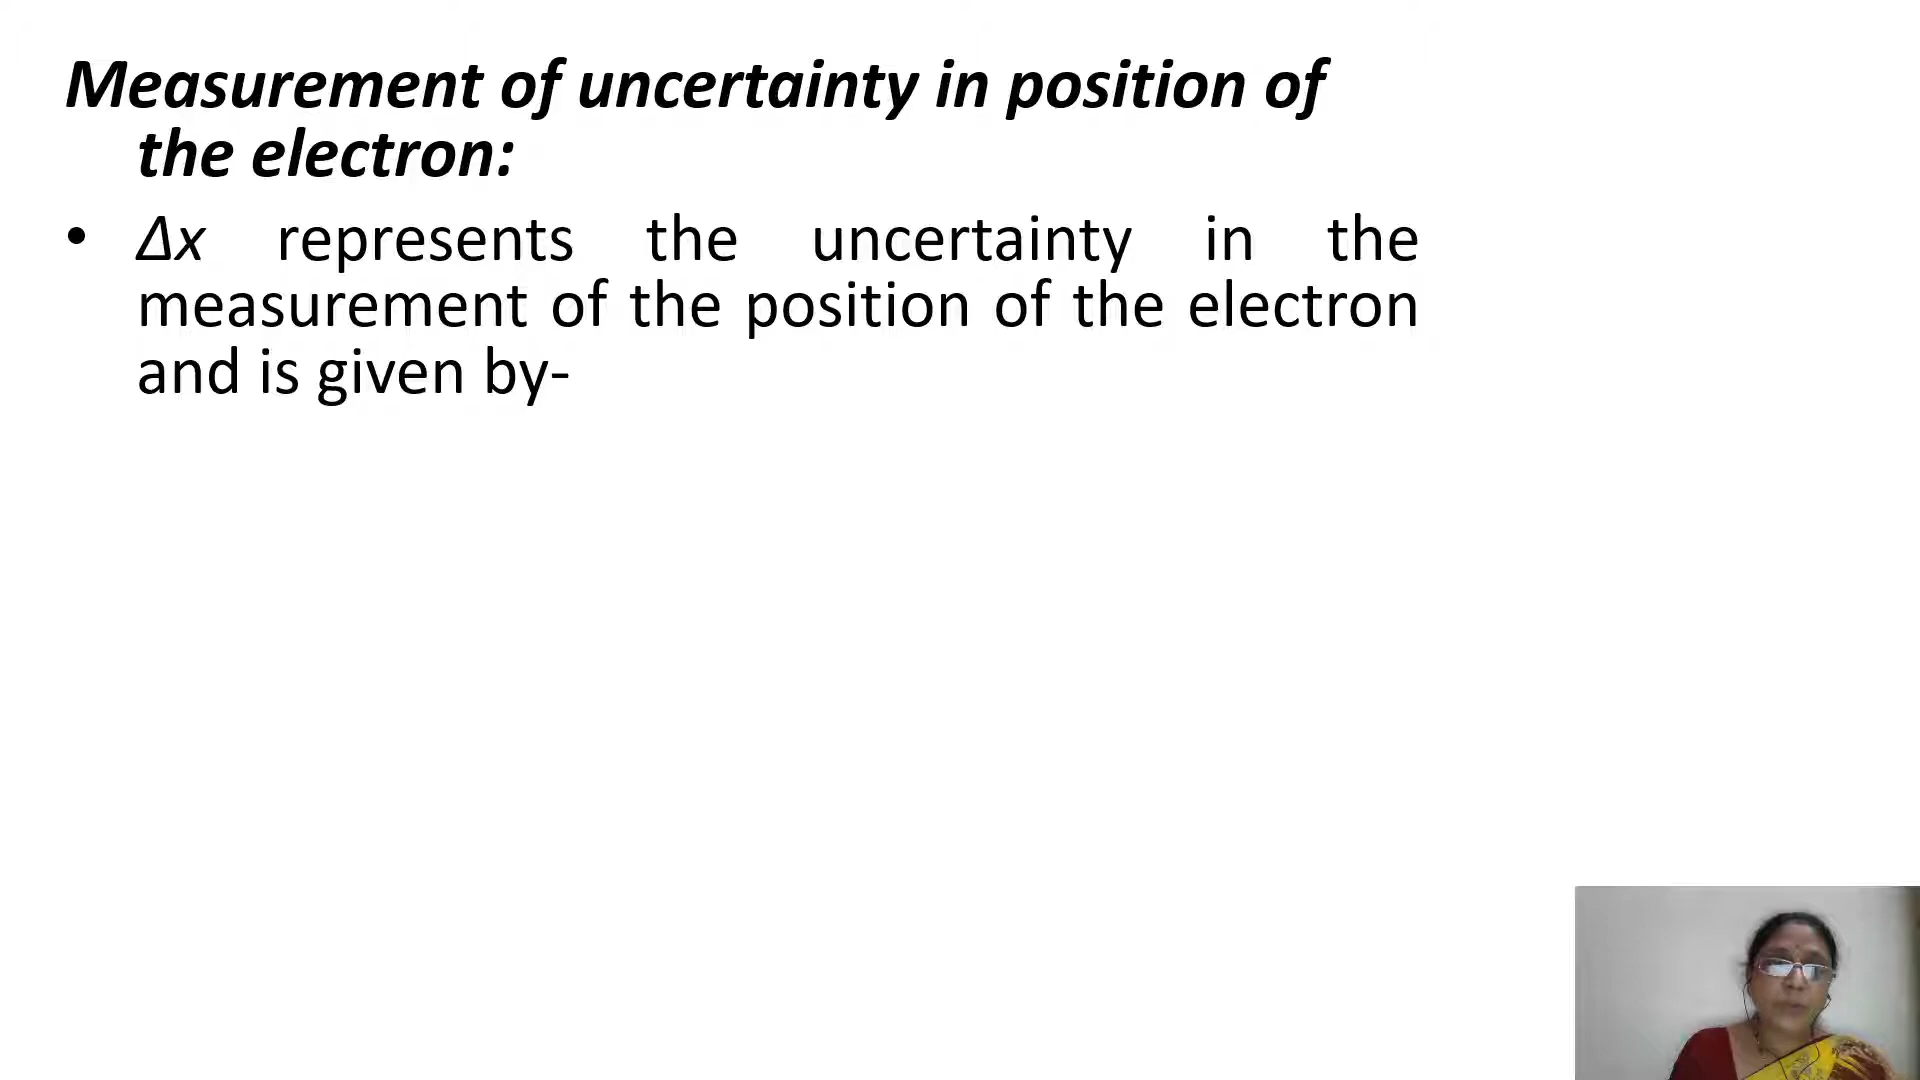 Measurement of uncertainty in position of
the electron:
• Δx represents the uncertainty in the
measurement of the position of the electron
and is given by-